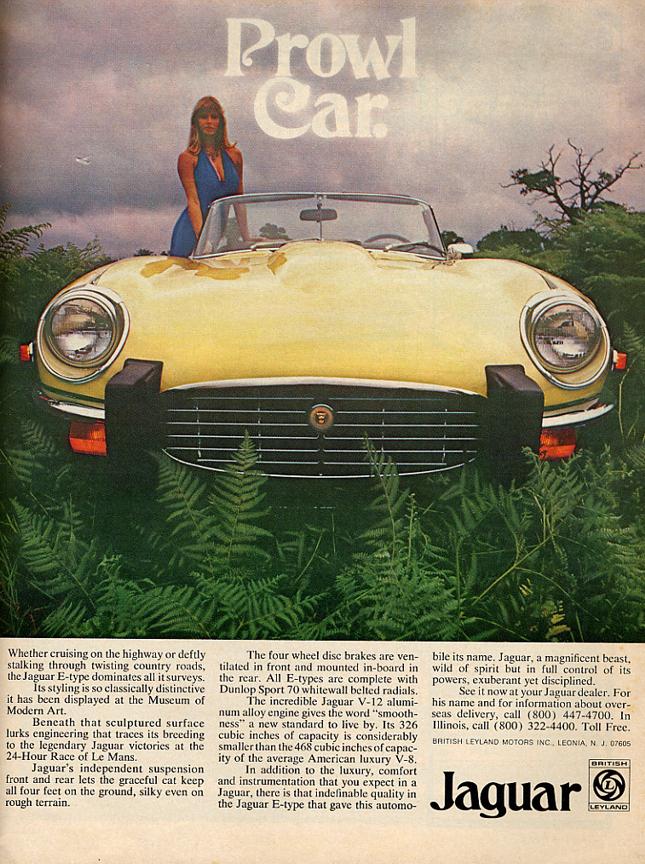 Prowl
Car.
Whether cruising on the highway or deftly
stalking through twisting country roads,
the Jaguar E-type dominates all it surveys.
Its styling is so classically distinctive
it has been displayed at the Museum of
Modern Art.
Beneath that sculptured surface
lurks engineering that traces its breeding
to the legendary Jaguar victories at the
24-Hour Race of Le Mans.
Jaguar's independent suspension
front and rear lets the graceful cat keep
all four feet on the ground, silky even on
rough terrain.
The four wheel disc brakes are ven-
tilated in front and mounted in-board in
the rear. All E-types are complete with
Dunlop Sport 70 whitewall belted radials.
The incredible Jaguar V-12 alumi-
num alloy engine gives the word "smooth-
ness" a new standard to live by. Its 326
cubic inches of capacity is considerably
smaller than the 468 cubic inches of capac-
ity of the average American luxury V-8.
In addition to the luxury, comfort
and instrumentation that you expect in a
Jaguar, there is that indefinable quality in
the Jaguar E-type that gave this automo-
bile its name. Jaguar, a magnificent beast,
wild of spirit but in full control of its
powers, exuberant yet disciplined.
See it now at your Jaguar dealer. For
his name and for information about over-
seas delivery, call (800) 447-4700. In
Illinois, call (800) 322-4400. Toll Free.
BRITISH LEYLAND MOTORS INC., LEONIA, N. J. 07605
Jaguar
BRITISH
L
LEYLAND